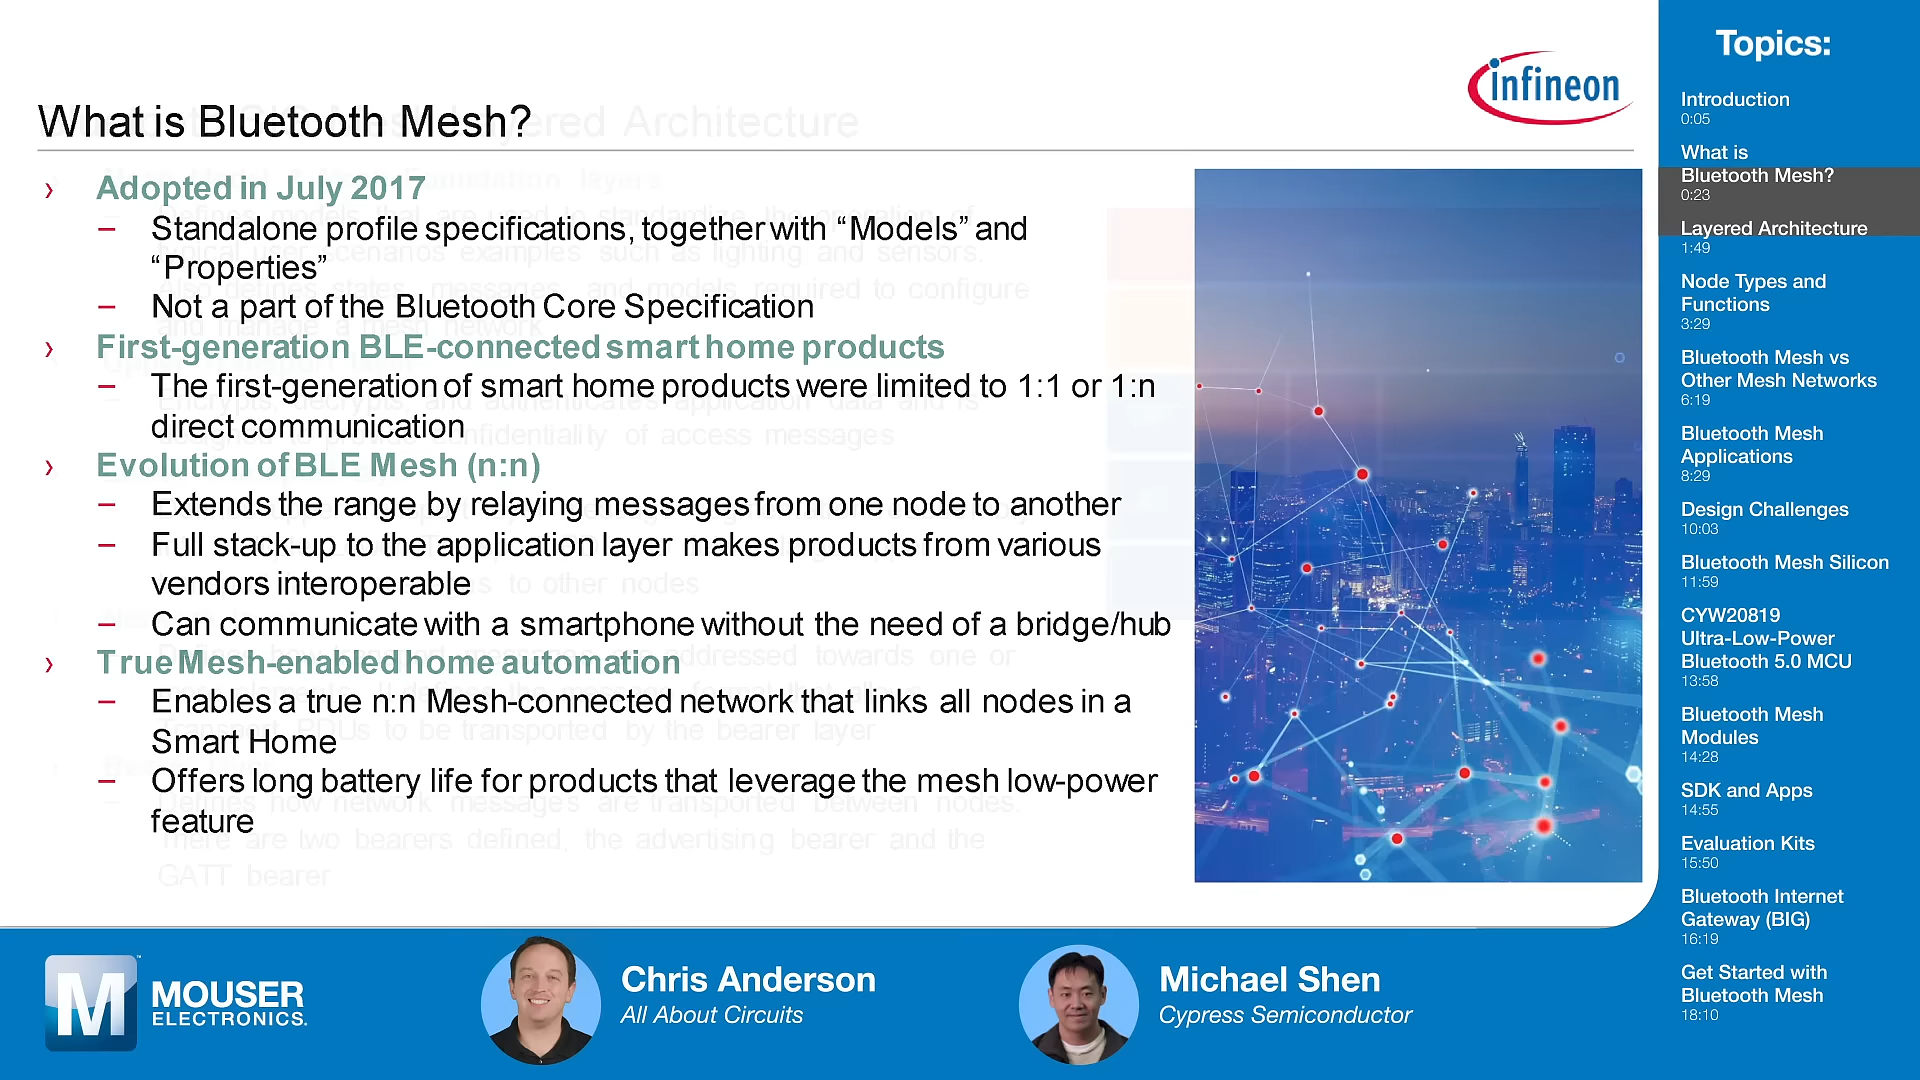 What is Bluetooth Mesh?
infineon
› Adopted in July 2017
– Standalone profile specifications, together with “Models” and
“Properties”
– Not a part of the Bluetooth Core Specification
› First-generation BLE-connected smart home products
– The first-generation of smart home products were limited to 1:1 or 1:n
direct communication
› Evolution of BLE Mesh (n:n)
– Extends the range by relaying messages from one node to another
– Full stack-up to the application layer makes products from various
vendors interoperable
– Can communicate with a smartphone without the need of a bridge/hub
› True Mesh-enabled home automation
– Enables a true n:n Mesh-connected network that links all nodes in a
Smart Home
– Offers long battery life for products that leverage the mesh low-power
feature
Topics:
Introduction
0:05
What is
Bluetooth Mesh?
0:23
Layered Architecture
1:49
Node Types and
Functions
3:29
Bluetooth Mesh vs
Other Mesh Networks
6:19
Bluetooth Mesh
Applications
8:29
Design Challenges
10:03
Bluetooth Mesh Silicon
11:59
CYW20819
Ultra-Low-Power
Bluetooth 5.0 MCU
13:58
Bluetooth Mesh
Modules
14:28
SDK and Apps
14:55
Evaluation Kits
15:50
Bluetooth Internet
Gateway (BIG)
16:19
Get Started with
Bluetooth Mesh
18:10
M
MOUSER
ELECTRONICS.
Chris Anderson
All About Circuits
Michael Shen
Cypress Semiconductor